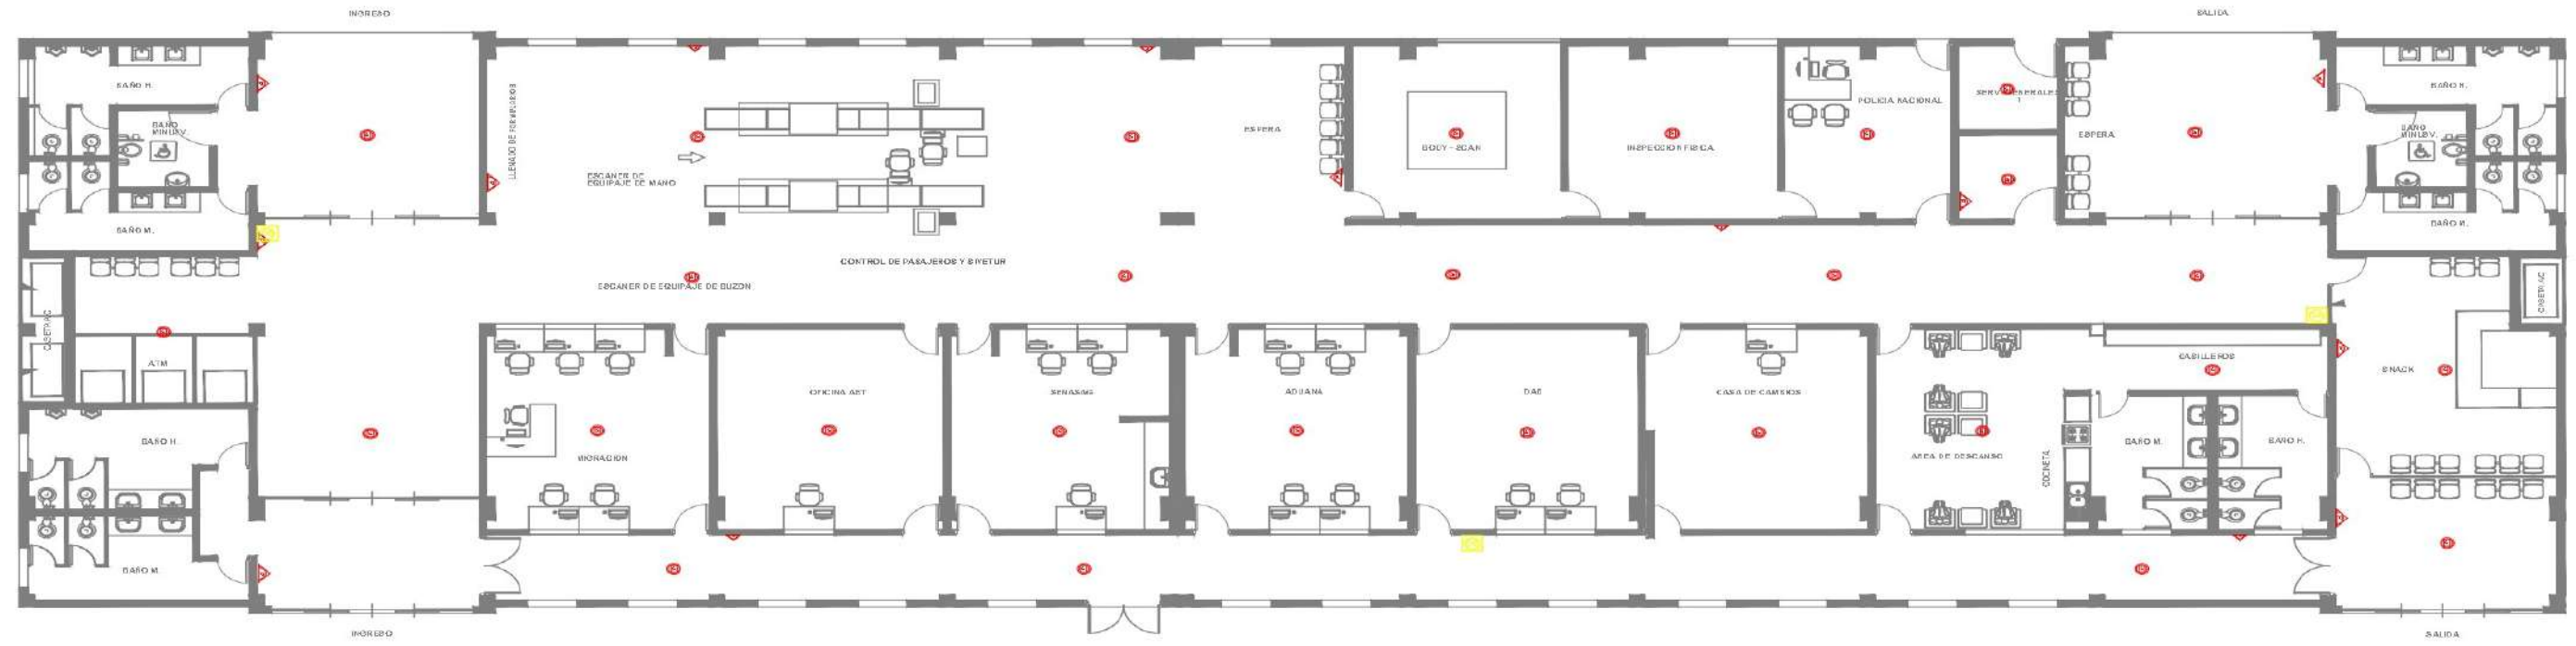 INGRESO
SALIDA
BAÑO H.
BAÑO
MINUSV.
BAÑO M.
LLENADO DE FORMULARIOS
ESCANER DE
EQUIPAJE DE MANO
ESPERA
BODY - SCAN
INSPECCION FISICA
POLICIA NACIONAL
SERV. GENERALES
1
ESPERA
BAÑO H.
BAÑO
MINUSV.
BAÑO M.
CONTROL DE PASAJEROS Y SIVETUR
ESCANER DE EQUIPAJE DE BUZON
CASETA AC
ATM
CASETA AC
MIGRACION
OFICINA ABT
SENASAG
ADUANA
DAB
CASA DE CAMBIOS
AREA DE DESCANSO
COCINETA
CASILLEROS
BAÑO M.
BAÑO H.
SNACK
BAÑO H.
BAÑO M.
INGRESO
SALIDA